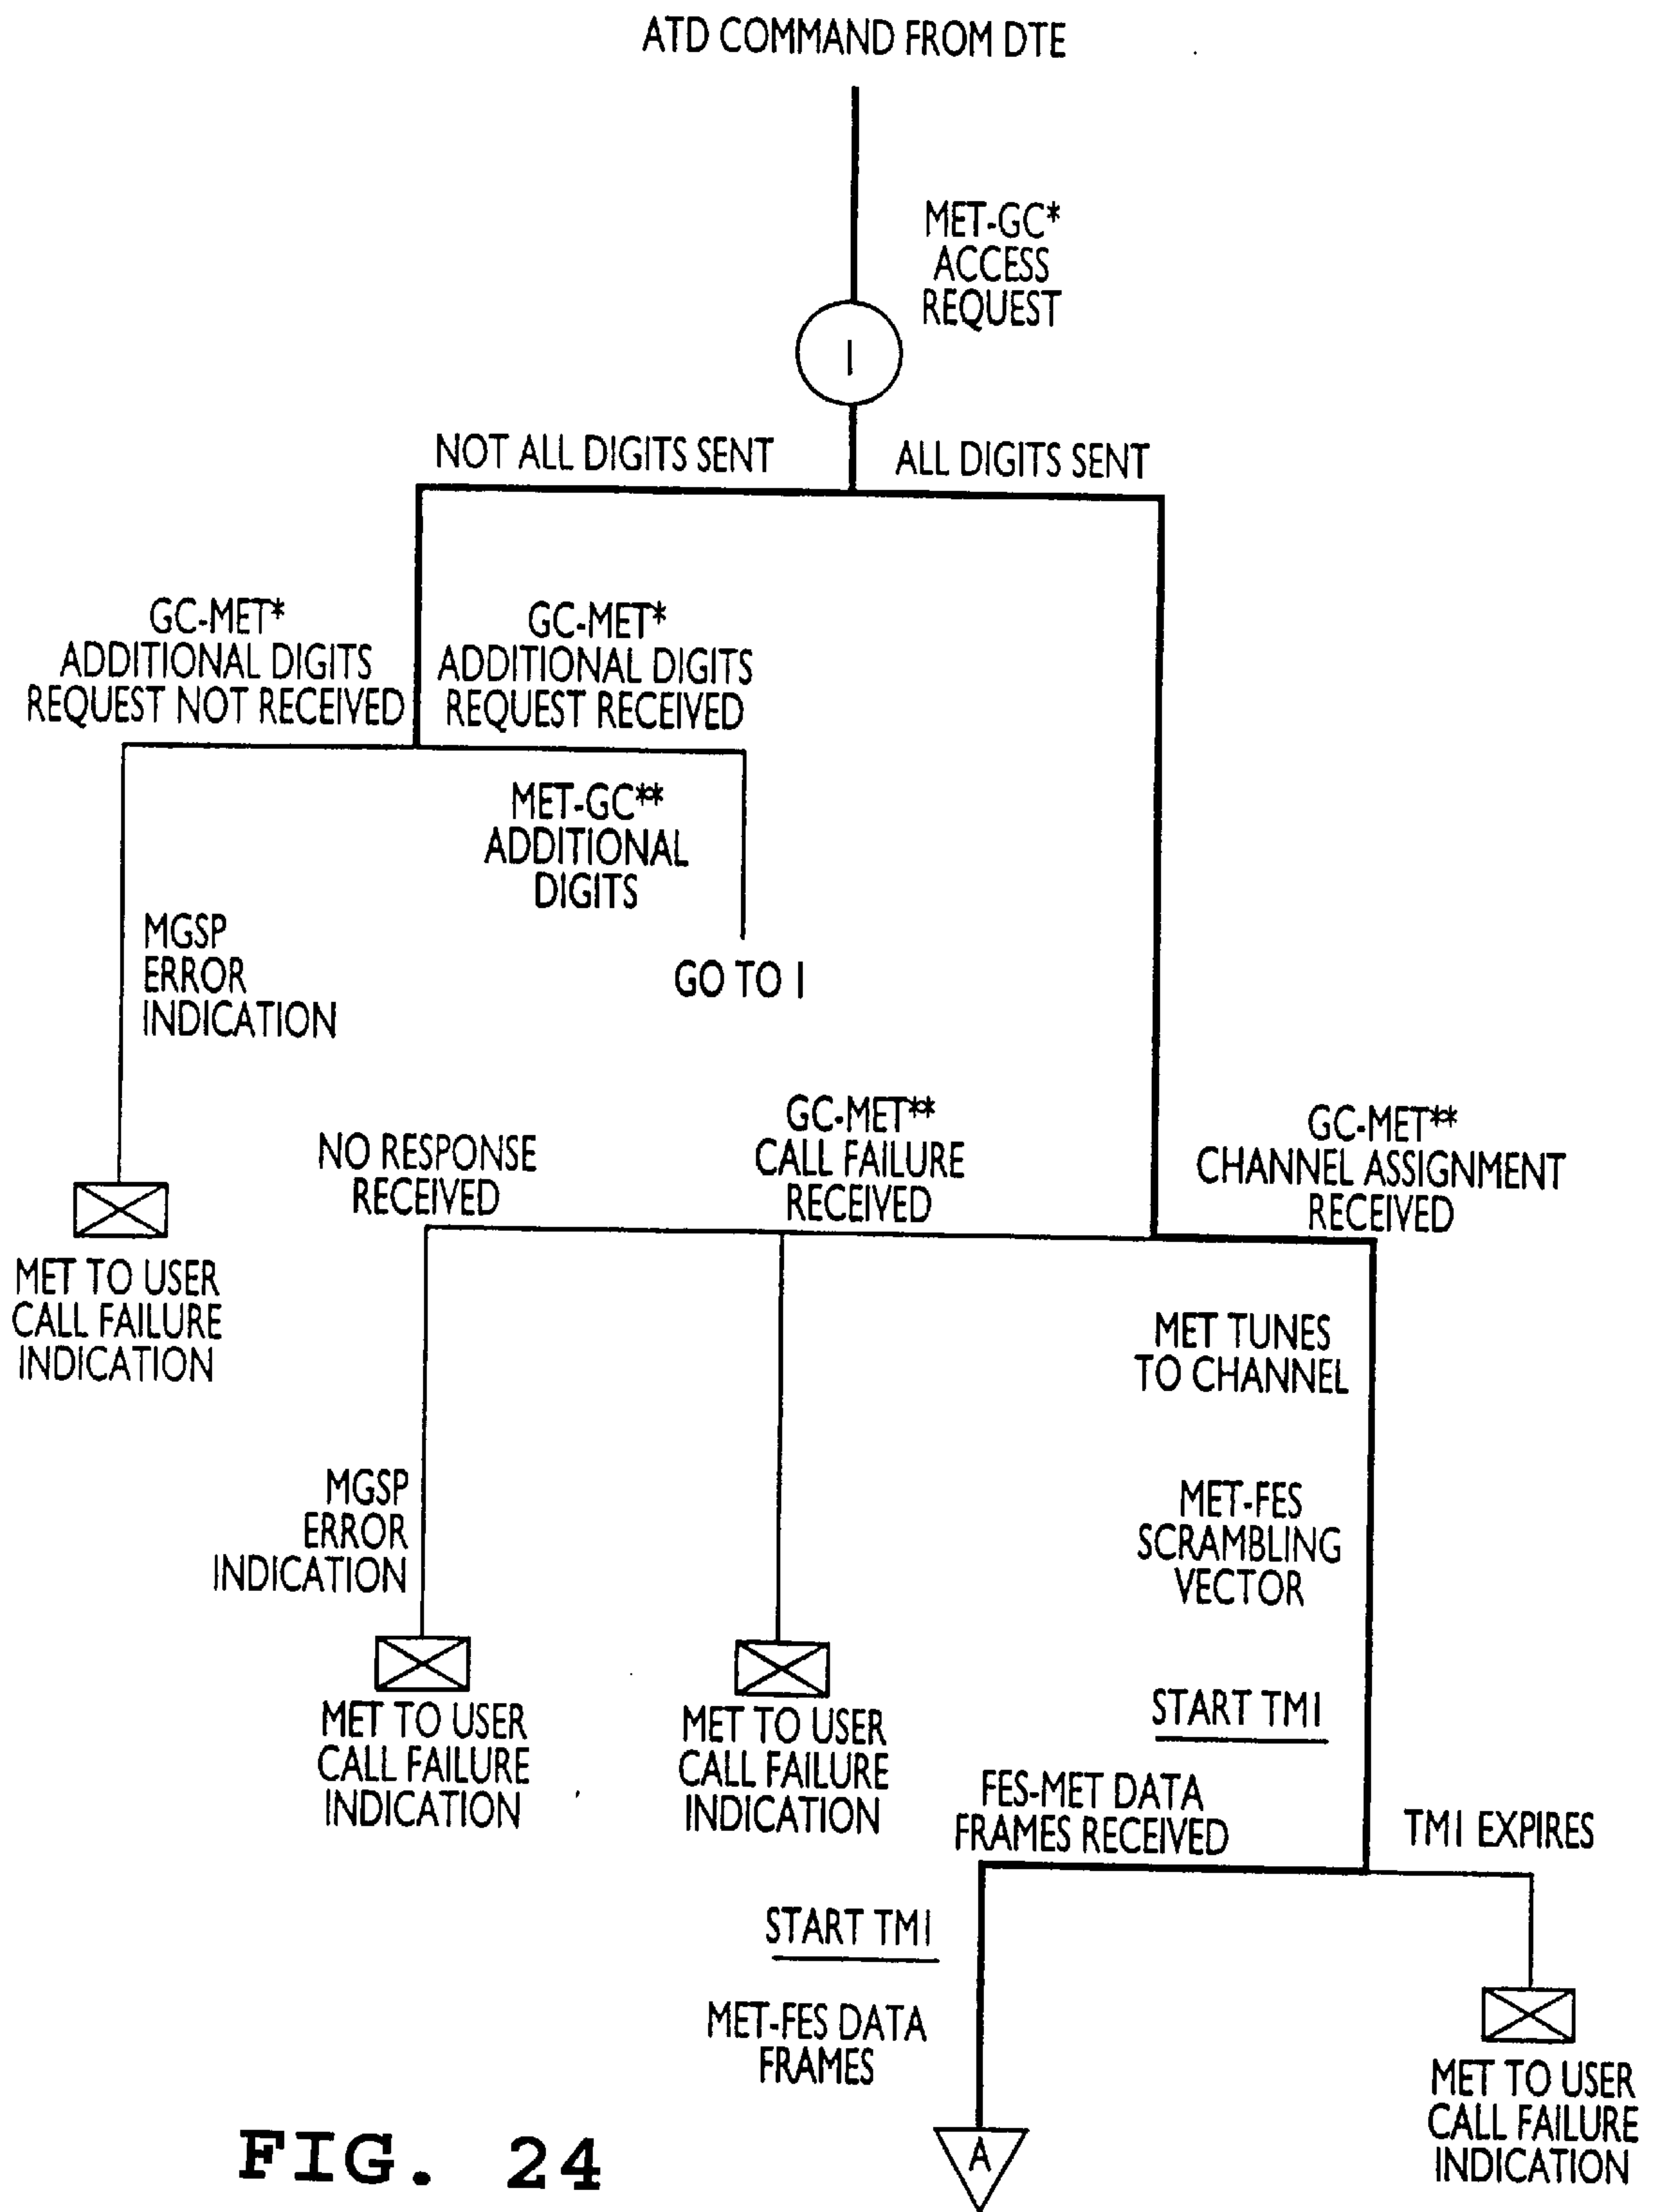 ATD COMMAND FROM DTE
MET-GC*
ACCESS
REQUEST
I
NOT ALL DIGITS SENT
ALL DIGITS SENT
GC-MET*
ADDITIONAL DIGITS
REQUEST NOT RECEIVED
GC-MET*
ADDITIONAL DIGITS
REQUEST RECEIVED
MET-GC**
ADDITIONAL
DIGITS
GO TO I
MGSP
ERROR
INDICATION
MET TO USER
CALL FAILURE
INDICATION
NO RESPONSE
RECEIVED
GC-MET**
CALL FAILURE
RECEIVED
GC-MET**
CHANNEL ASSIGNMENT
RECEIVED
MET TUNES
TO CHANNEL
MGSP
ERROR
INDICATION
MET-FES
SCRAMBLING
VECTOR
MET TO USER
CALL FAILURE
INDICATION
MET TO USER
CALL FAILURE
INDICATION
START TMI
FES-MET DATA
FRAMES RECEIVED
TMI EXPIRES
START TMI
MET-FES DATA
FRAMES
A
MET TO USER
CALL FAILURE
INDICATION
FIG. 24